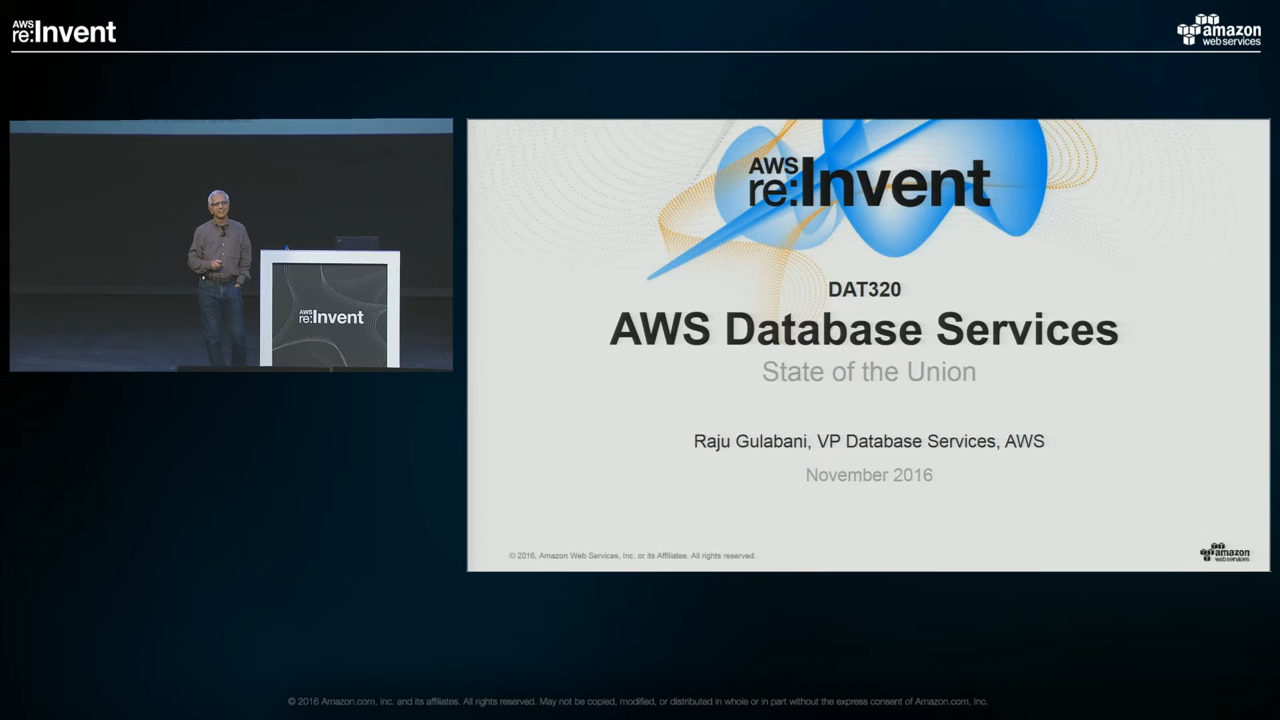 AWS
re:Invent
amazon
web services
AWS
re:Invent
AWS
re:Invent
DAT320
AWS Database Services
State of the Union
Raju Gulabani, VP Database Services, AWS
November 2016
© 2016, Amazon Web Services, Inc. or its Affiliates. All rights reserved.
amazon
web services
© 2016 Amazon.com, Inc. and its affiliates. All rights reserved. May not be copied, modified, or distributed in whole or in part without the express consent of Amazon.com, Inc.